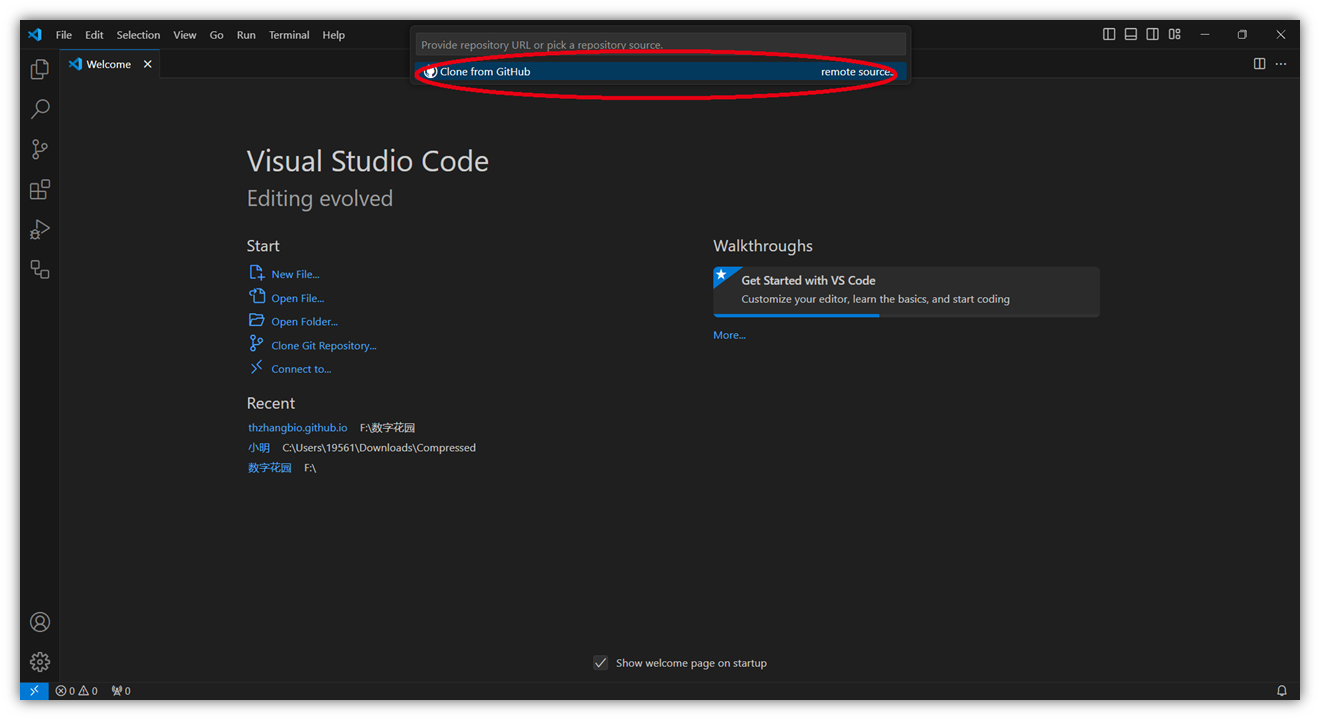 File Edit Selection View Go Run Terminal Help
Provide repository URL or pick a repository source.
Welcome
Clone from GitHub remote sources
Visual Studio Code
Editing evolved
Start
New File...
Open File...
Open Folder...
Clone Git Repository...
Connect to...
Recent
thzhangbio.github.io F:\数字花园
小明 C:\Users\19561\Downloads\Compressed
数字花园 F:\
Walkthroughs
Get Started with VS Code
Customize your editor, learn the basics, and start coding
More...
Show welcome page on startup
0 0 0